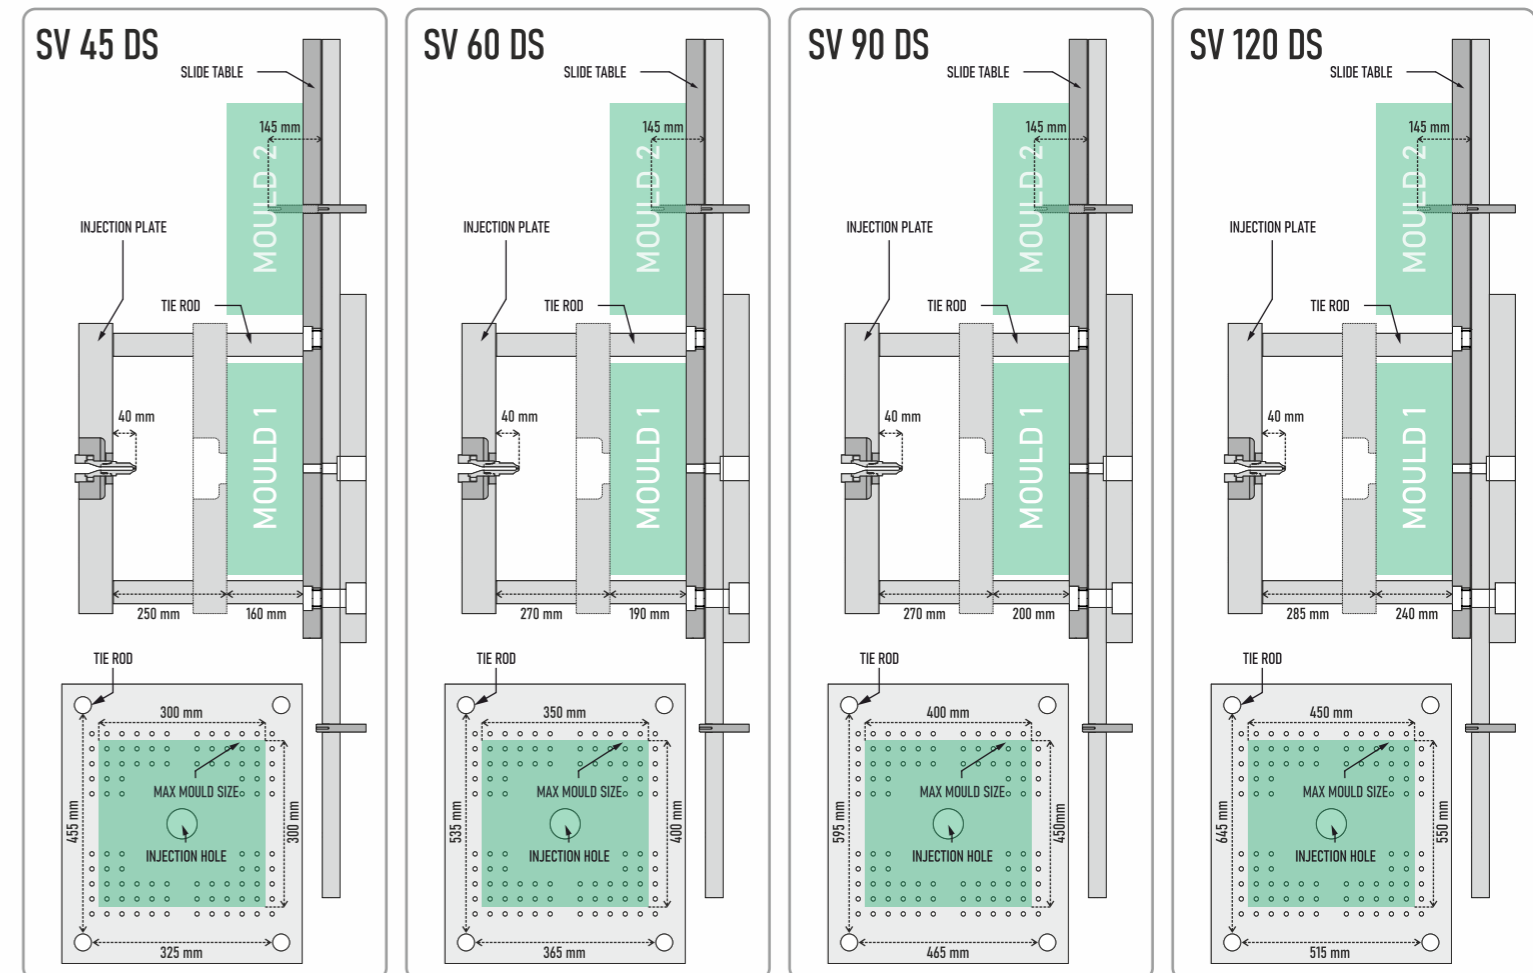 SV 45 DS
SLIDE TABLE
145 mm
MOULD 2
INJECTION PLATE
TIE ROD
40 mm
MOULD 1
250 mm
160 mm
TIE ROD
300 mm
MAX MOULD SIZE
455 mm
300 mm
INJECTION HOLE
325 mm
SV 60 DS
SLIDE TABLE
145 mm
MOULD 2
INJECTION PLATE
TIE ROD
40 mm
MOULD 1
270 mm
190 mm
TIE ROD
350 mm
MAX MOULD SIZE
535 mm
400 mm
INJECTION HOLE
365 mm
SV 90 DS
SLIDE TABLE
145 mm
MOULD 2
INJECTION PLATE
TIE ROD
40 mm
MOULD 1
270 mm
200 mm
TIE ROD
400 mm
MAX MOULD SIZE
595 mm
450mm
INJECTION HOLE
465 mm
SV 120 DS
SLIDE TABLE
145 mm
MOULD 2
INJECTION PLATE
TIE ROD
40 mm
MOULD 1
285 mm
240 mm
TIE ROD
450 mm
MAX MOULD SIZE
645 mm
550 mm
INJECTION HOLE
515 mm